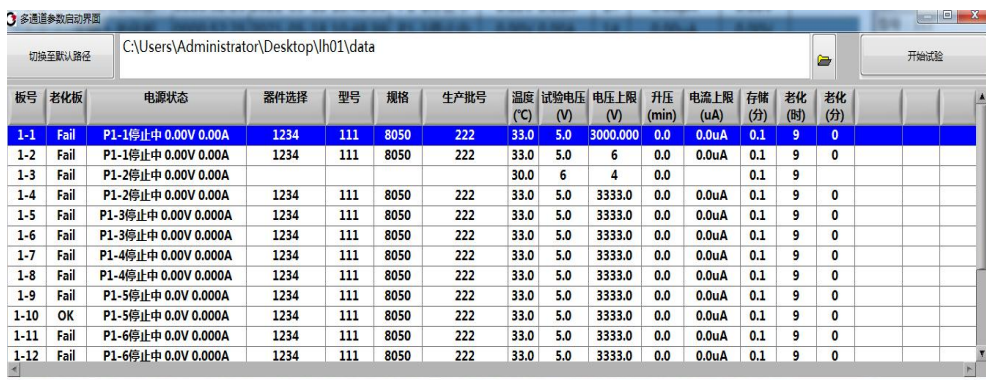 多通道参数启动界面
切换至默认路径 C:\Users\Administrator\Desktop\lh01\data 开始试验
板号 老化板 电源状态 器件选择 型号 规格 生产批号 温度(℃) 试验电压(V) 电压上限(V) 升压(min) 电流上限(uA) 存储(分) 老化(时) 老化(分)
1-1 Fail P1-1停止中 0.00V 0.00A 1234 111 8050 222 33.0 5.0 3000.000 0.0 0.0uA 0.1 9 0
1-2 Fail P1-1停止中 0.00V 0.00A 1234 111 8050 222 33.0 5.0 6 0.0 0.0uA 0.1 9 0
1-3 Fail P1-2停止中 0.00V 0.00A 30.0 6 4 0.0 0.1 9
1-4 Fail P1-2停止中 0.00V 0.00A 1234 111 8050 222 33.0 5.0 3333.0 0.0 0.0uA 0.1 9 0
1-5 Fail P1-3停止中 0.00V 0.000A 1234 111 8050 222 33.0 5.0 3333.0 0.0 0.0uA 0.1 9 0
1-6 Fail P1-3停止中 0.00V 0.000A 1234 111 8050 222 33.0 5.0 3333.0 0.0 0.0uA 0.1 9 0
1-7 Fail P1-4停止中 0.00V 0.000A 1234 111 8050 222 33.0 5.0 3333.0 0.0 0.0uA 0.1 9 0
1-8 Fail P1-4停止中 0.00V 0.000A 1234 111 8050 222 33.0 5.0 3333.0 0.0 0.0uA 0.1 9 0
1-9 Fail P1-5停止中 0.0V 0.000A 1234 111 8050 222 33.0 5.0 3333.0 0.0 0.0uA 0.1 9 0
1-10 OK P1-5停止中 0.0V 0.000A 1234 111 8050 222 33.0 5.0 3333.0 0.0 0.0uA 0.1 9 0
1-11 Fail P1-6停止中 0.0V 0.000A 1234 111 8050 222 33.0 5.0 3333.0 0.0 0.0uA 0.1 9 0
1-12 Fail P1-6停止中 0.0V 0.000A 1234 111 8050 222 33.0 5.0 3333.0 0.0 0.0uA 0.1 9 0